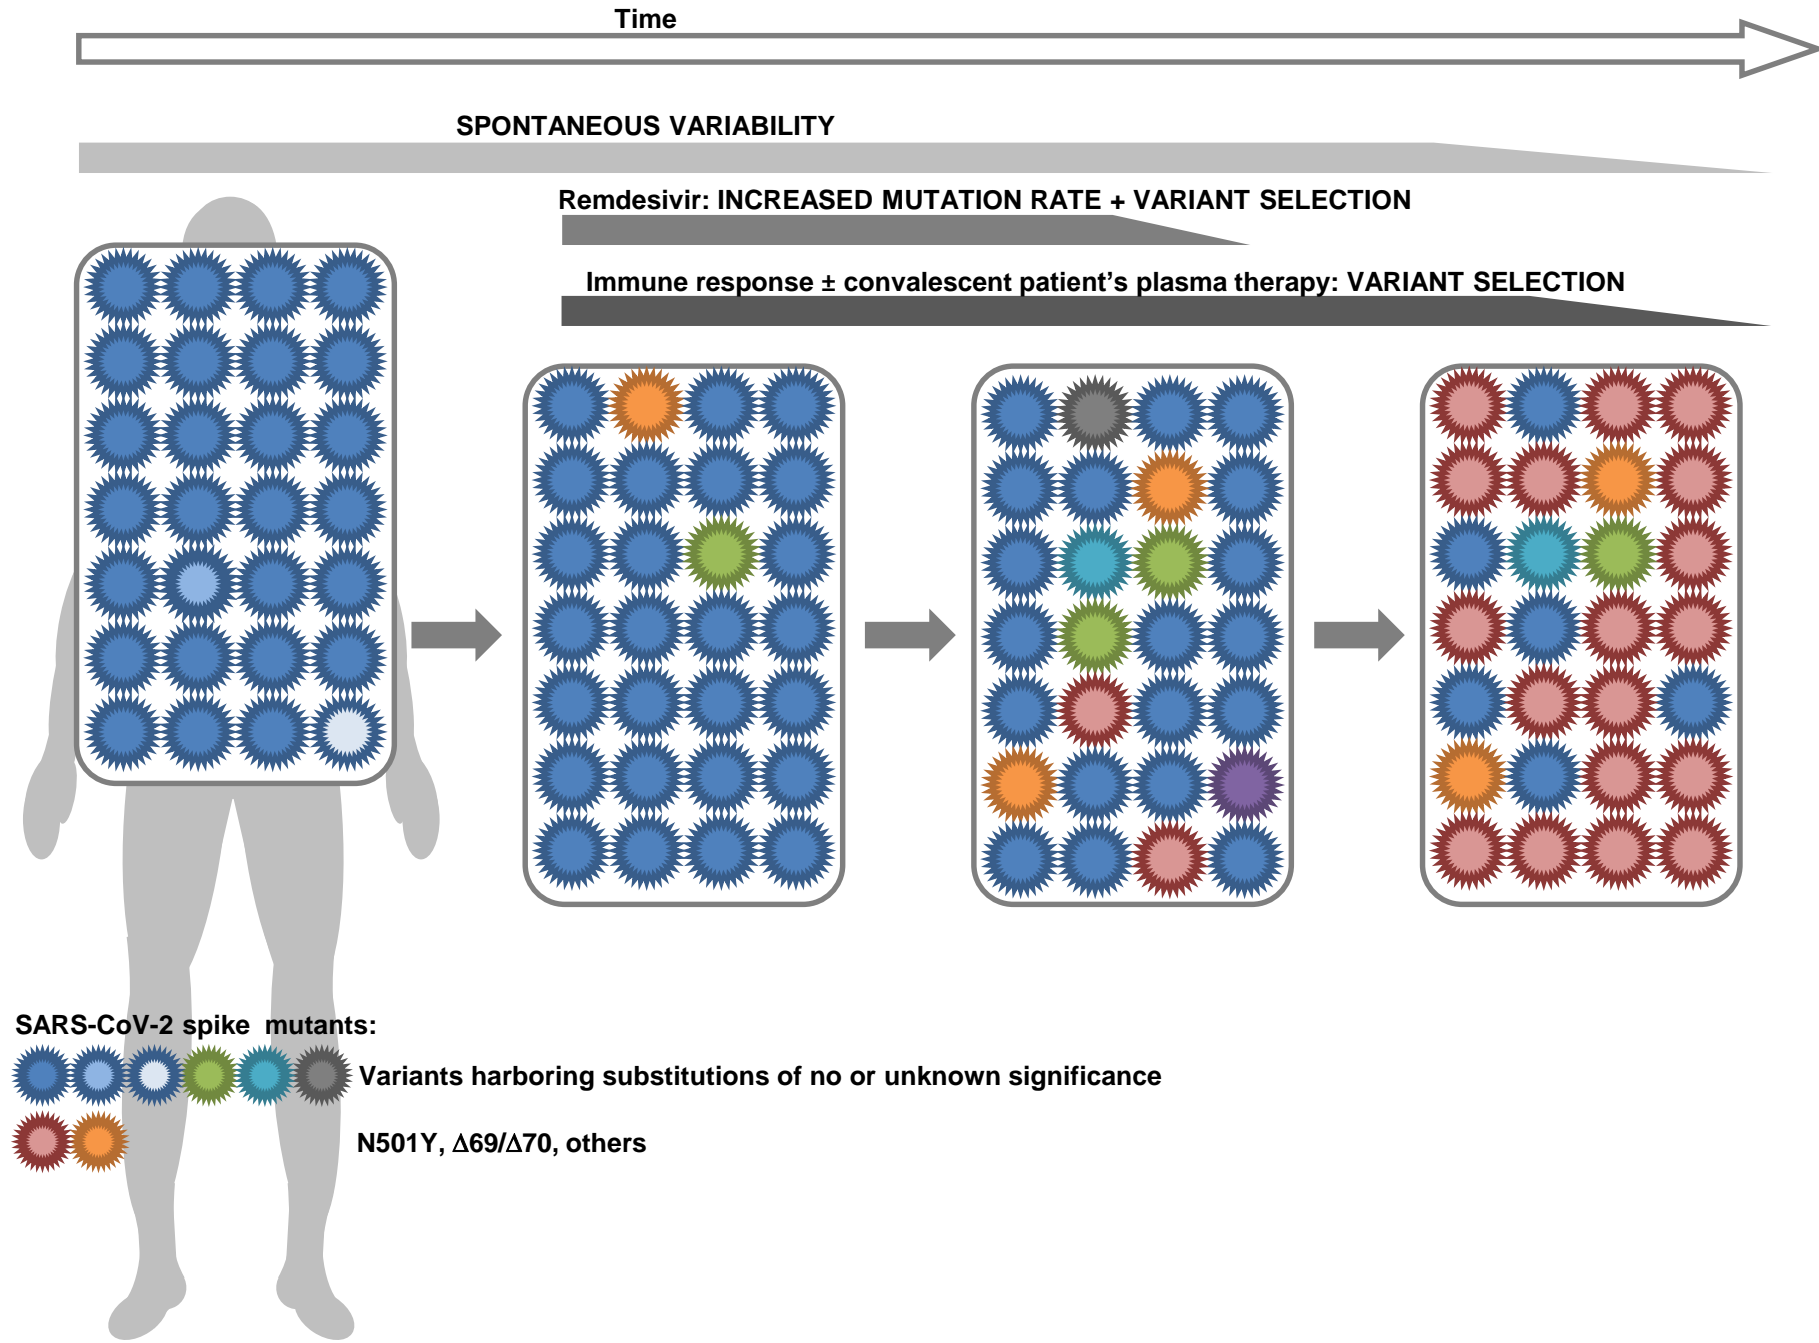 Time
SPONTANEOUS VARIABILITY
Remdesivir: INCREASED MUTATION RATE + VARIANT SELECTION
Immune response ± convalescent patient's plasma therapy: VARIANT SELECTION
SARS-CoV-2 spike mutants:
Variants harboring substitutions of no or unknown significance
N501Y, Δ69/Δ70, others